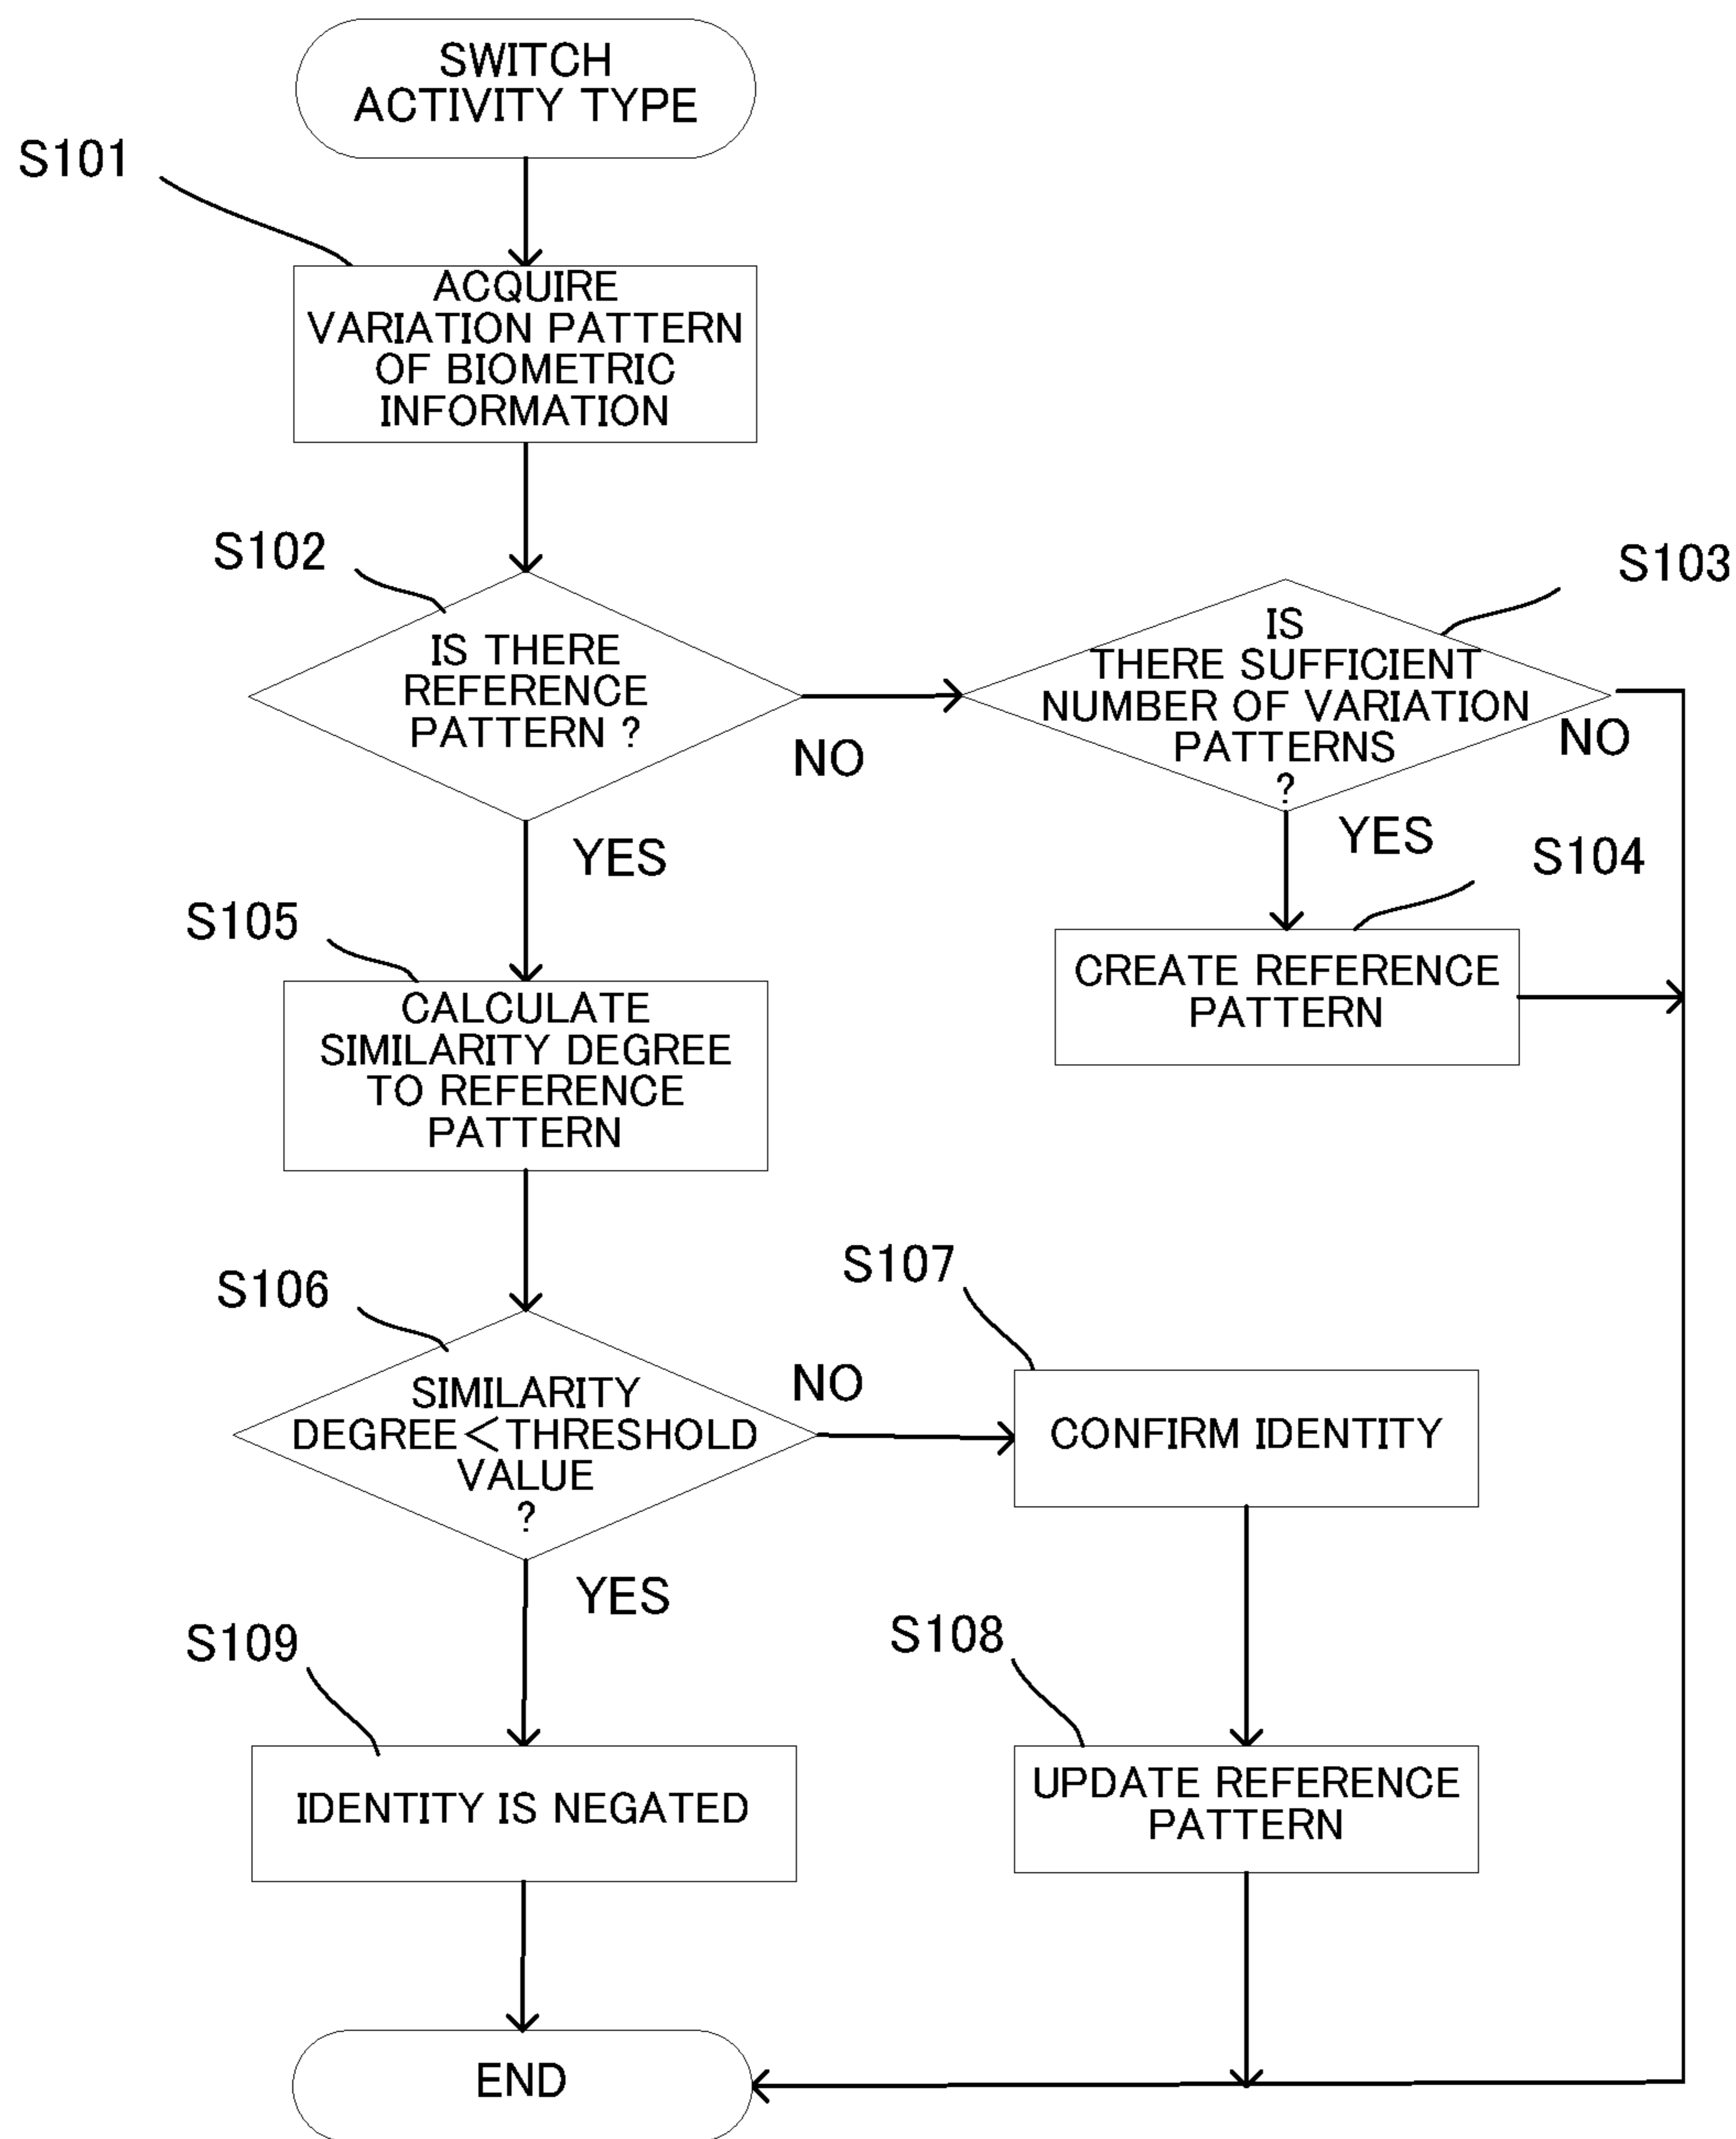 SWITCH
ACTIVITY TYPE
S101
ACQUIRE
VARIATION PATTERN
OF BIOMETRIC
INFORMATION
S102
IS THERE
REFERENCE
PATTERN ?
NO
YES
S103
IS
THERE SUFFICIENT
NUMBER OF VARIATION
PATTERNS
?
NO
YES
S104
CREATE REFERENCE
PATTERN
S105
CALCULATE
SIMILARITY DEGREE
TO REFERENCE
PATTERN
S106
SIMILARITY
DEGREE<THRESHOLD
VALUE
?
NO
YES
S107
CONFIRM IDENTITY
S108
UPDATE REFERENCE
PATTERN
S109
IDENTITY IS NEGATED
END